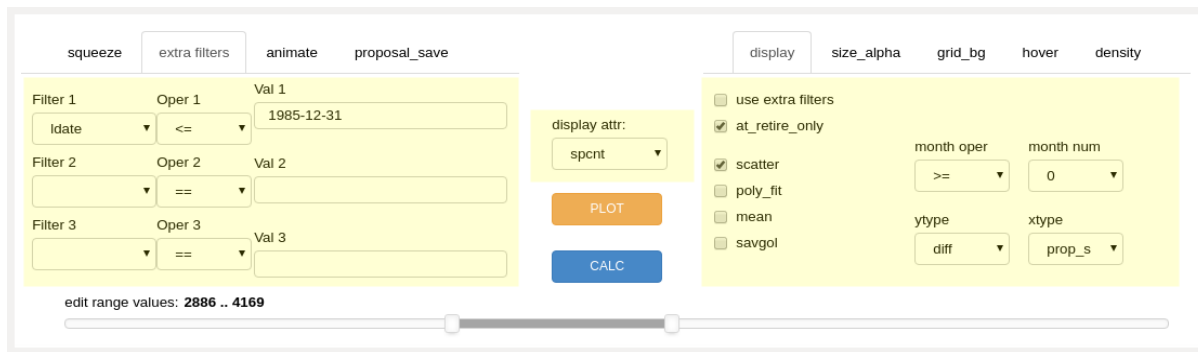 squeeze extra filters animate proposal_save
display size_alpha grid_bg hover density
Filter 1 Oper 1 Val 1
ldate <= 1985-12-31
Filter 2 Oper 2 Val 2
==
Filter 3 Oper 3 Val 3
==
display attr:
spcnt
PLOT
CALC
use extra filters
at_retire_only
scatter
poly_fit
mean
savgol
month oper month num
>= 0
ytype xtype
diff prop_s
edit range values: 2886 .. 4169